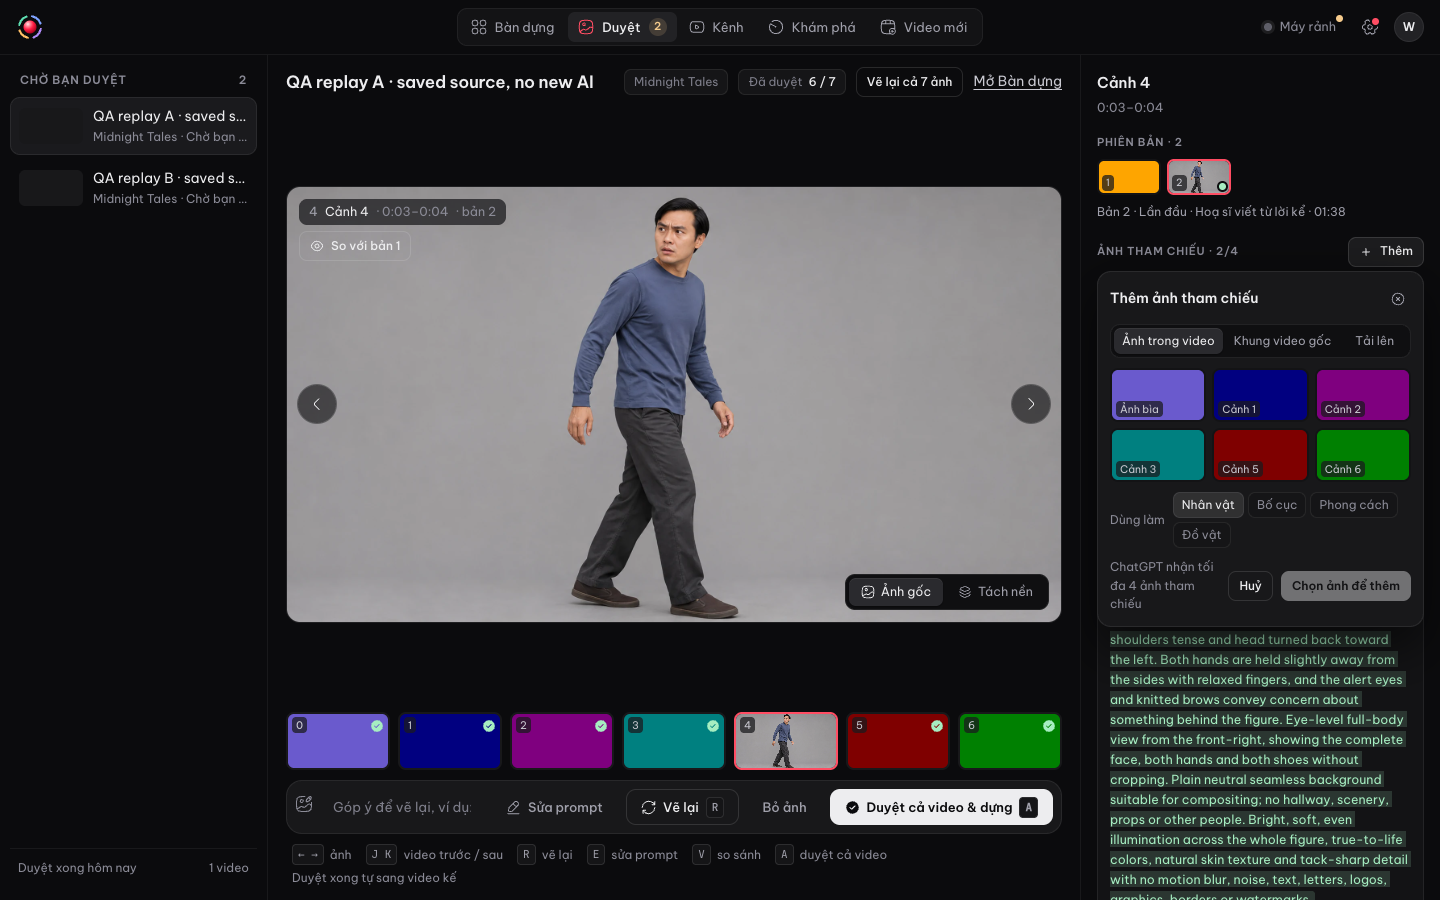 Bàn dựng
Duyệt 2
Kênh
Khám phá
Video mới
Máy rảnh
W
CHỜ BẠN DUYỆT 2
QA replay A · saved s...
Midnight Tales · Chờ bạn ...
QA replay B · saved s...
Midnight Tales · Chờ bạn ...
Duyệt xong hôm nay 1 video
QA replay A · saved source, no new AI
Midnight Tales
Đã duyệt 6 / 7
Vẽ lại cả 7 ảnh
Mở Bàn dựng
4 Cảnh 4 · 0:03–0:04 · bản 2
So với bản 1
Ảnh gốc
Tách nền
0
1
2
3
4
5
6
Góp ý để vẽ lại, ví dụ:
Sửa prompt
Vẽ lại R
Bỏ ảnh
Duyệt cả video & dựng A
← → ảnh J K video trước / sau R vẽ lại E sửa prompt V so sánh A duyệt cả video
Duyệt xong tự sang video kế
Cảnh 4
0:03–0:04
PHIÊN BẢN · 2
1
2
Bản 2 · Lần đầu · Hoạ sĩ viết từ lời kể · 01:38
ẢNH THAM CHIẾU · 2/4
+ Thêm
Thêm ảnh tham chiếu
Ảnh trong video
Khung video gốc
Tải lên
Ảnh bìa
Cảnh 1
Cảnh 2
Cảnh 3
Cảnh 5
Cảnh 6
Dùng làm
Nhân vật
Bố cục
Phong cách
Đồ vật
ChatGPT nhận tối
đa 4 ảnh tham
chiếu
Huỷ
Chọn ảnh để thêm
shoulders tense and head turned back toward
the left. Both hands are held slightly away from
the sides with relaxed fingers, and the alert eyes
and knitted brows convey concern about
something behind the figure. Eye-level full-body
view from the front-right, showing the complete
face, both hands and both shoes without
cropping. Plain neutral seamless background
suitable for compositing; no hallway, scenery,
props or other people. Bright, soft, even
illumination across the whole figure, true-to-life
colors, natural skin texture and tack-sharp detail
with no motion blur, noise, text, letters, logos,
graphics, borders or watermarks.